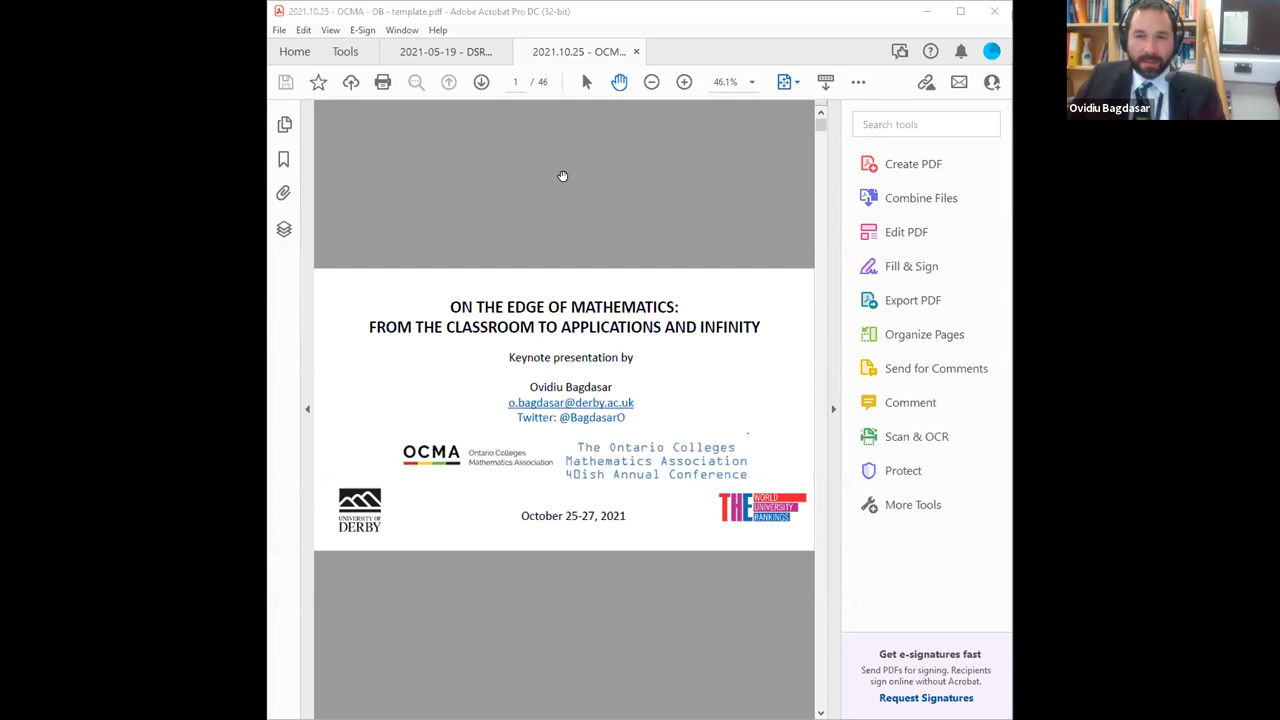 2021.10.25 - OCMA - OB - template.pdf - Adobe Acrobat Pro DC (32-bit)
File Edit View E-Sign Window Help
Home Tools 2021-05-19 - DSR... 2021.10.25 - OCM... ×
1 / 46 46.1%
Ovidiu Bagdasar
Search tools
Create PDF
Combine Files
Edit PDF
Fill & Sign
Export PDF
Organize Pages
Send for Comments
Comment
Scan & OCR
Protect
More Tools
Get e-signatures fast
Send PDFs for signing. Recipients
sign online without Acrobat.
Request Signatures
ON THE EDGE OF MATHEMATICS:
FROM THE CLASSROOM TO APPLICATIONS AND INFINITY
Keynote presentation by
Ovidiu Bagdasar
o.bagdasar@derby.ac.uk
Twitter: @BagdasarO
OCMA
Ontario Colleges
Mathematics Association
The Ontario Colleges
Mathematics Association
40ish Annual Conference
UNIVERSITY OF
DERBY
October 25-27, 2021
THE WORLD
UNIVERSITY
RANKINGS